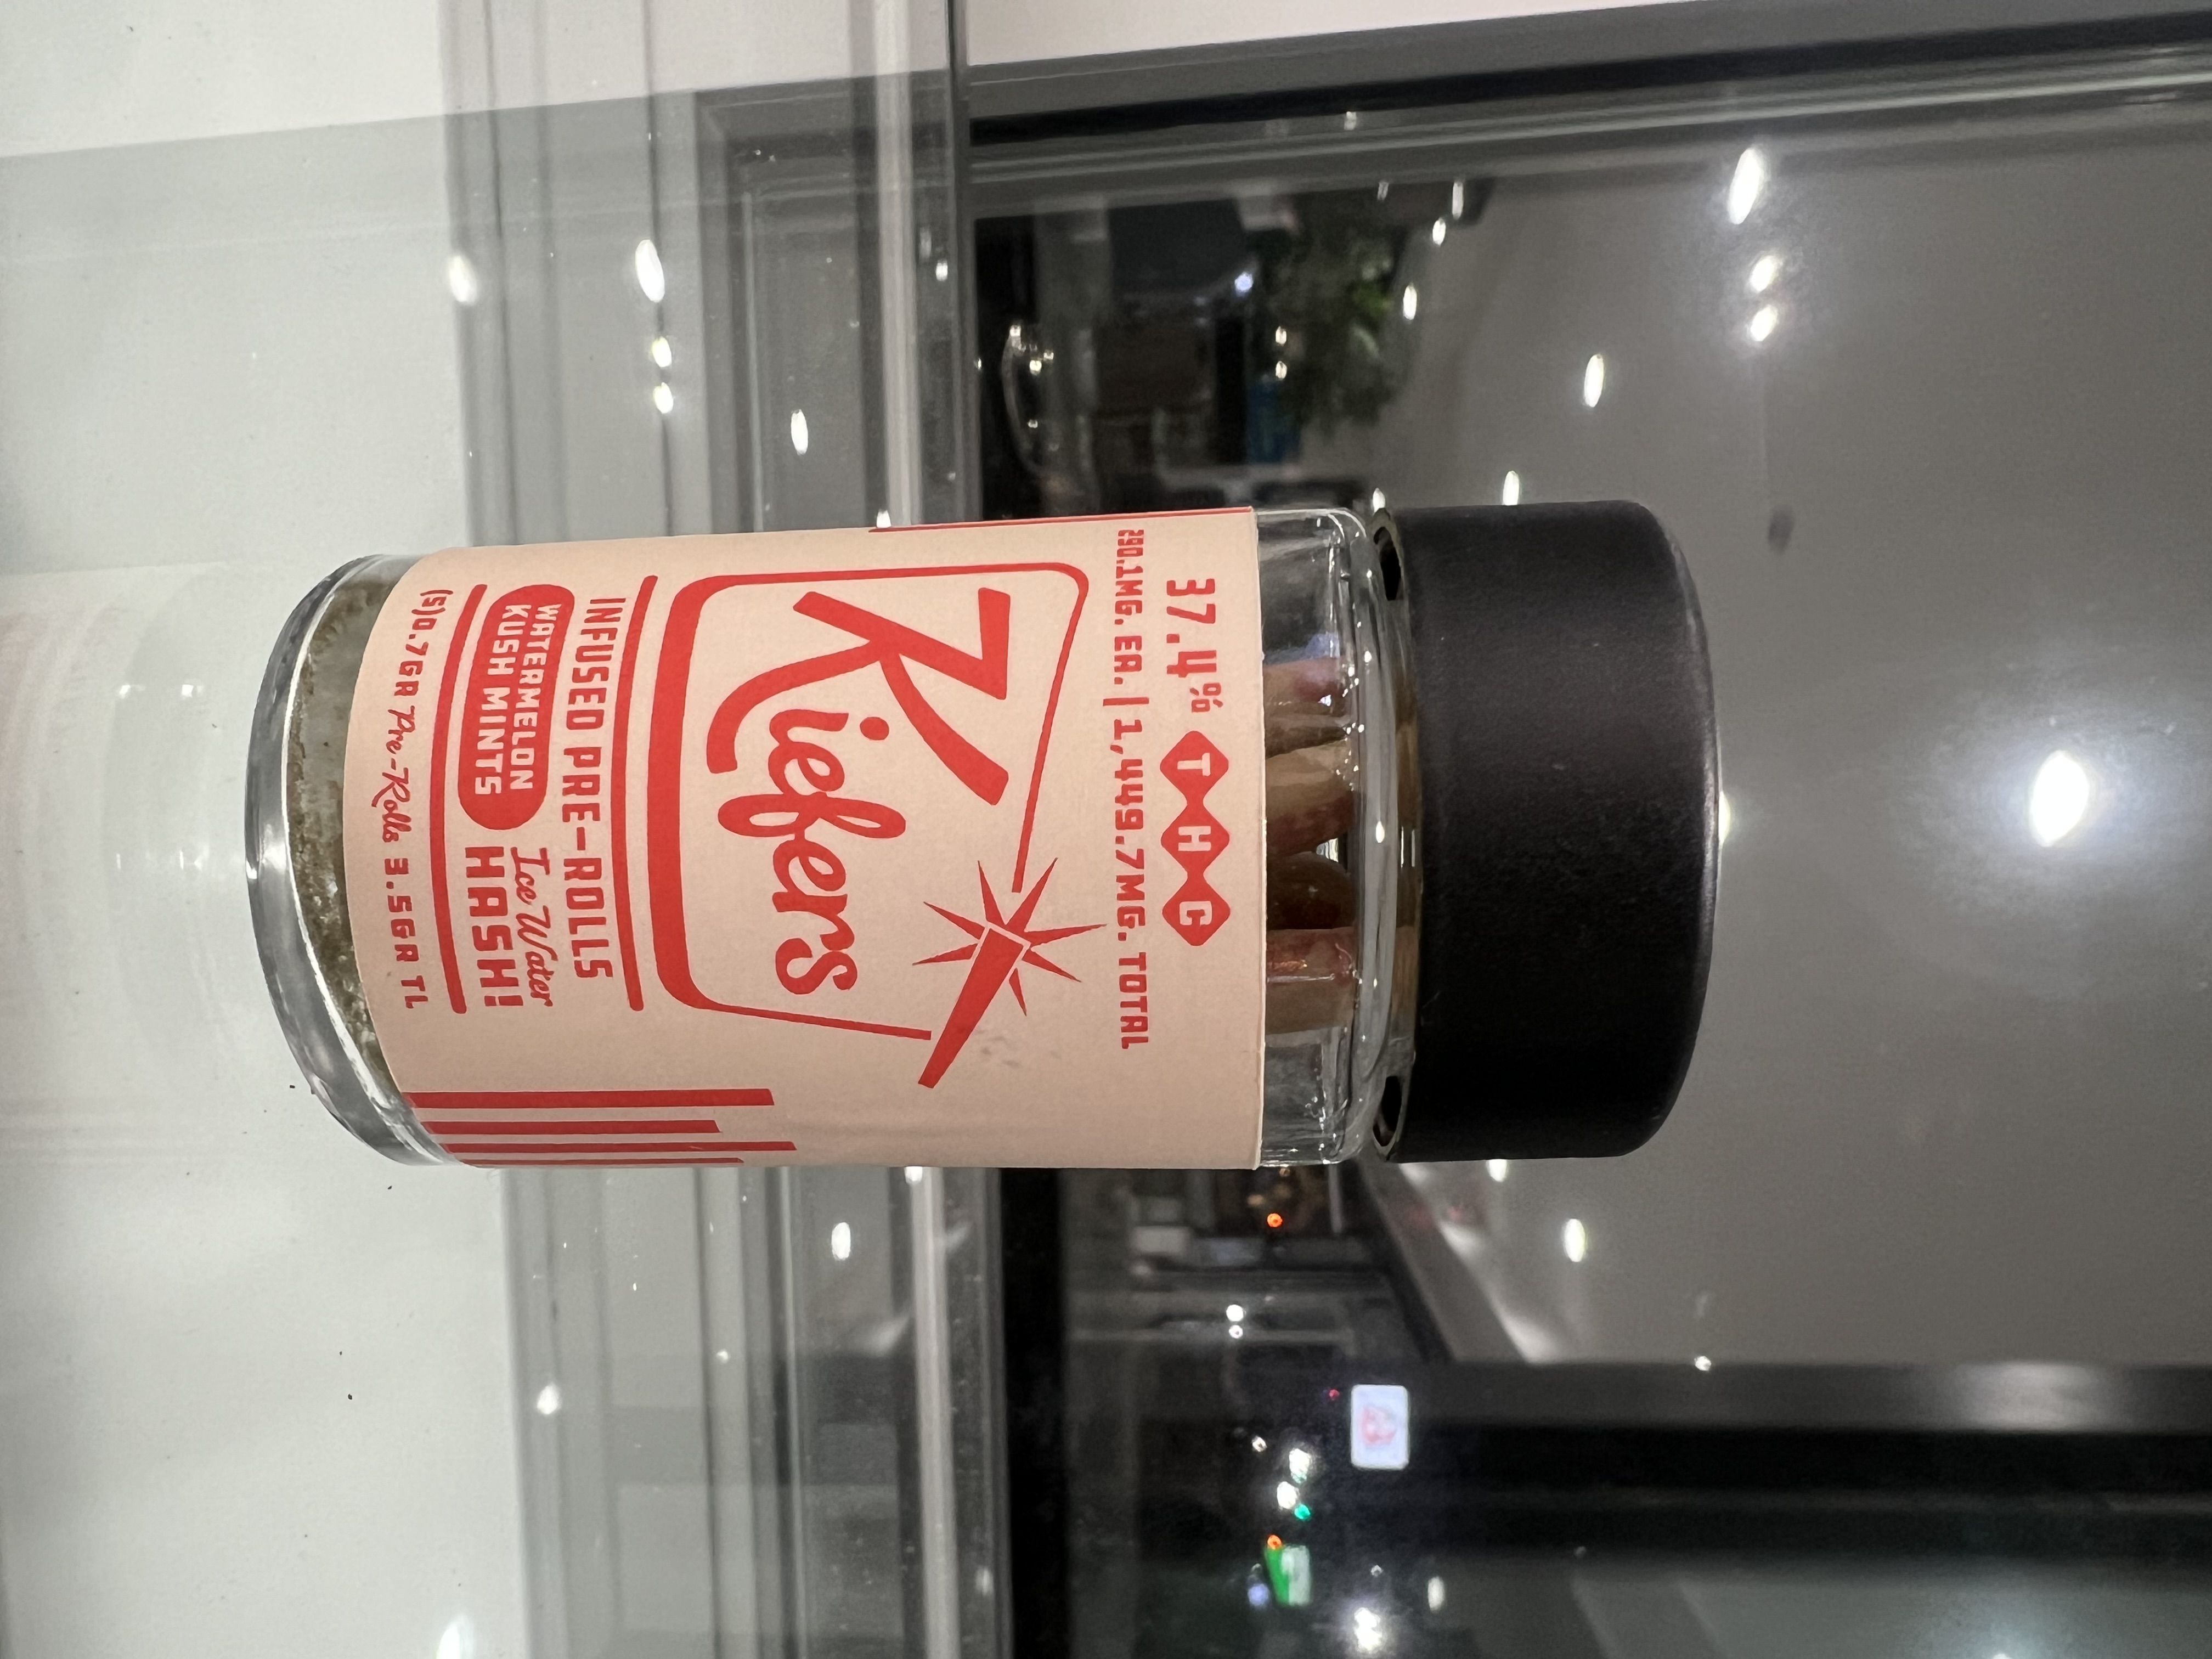 37.4% THC
290.1MG. EA. | 1,449.7MG. TOTAL
Kiefers
INFUSED PRE-ROLLS
WATERMELON
KUSH MINTS
Ice Water
HASH!
(5)0.7GR Pre-Rolls 3.5GR TL